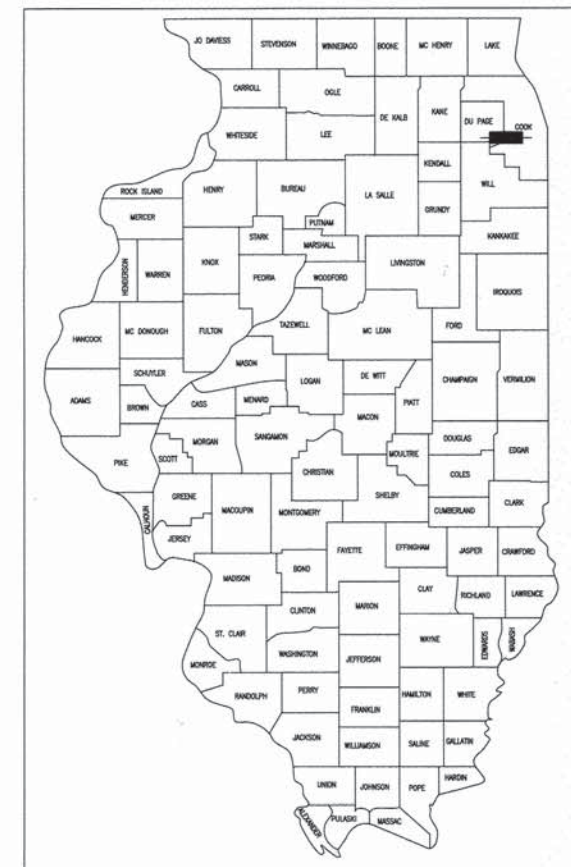 JO DAVIESS STEVENSON WINNEBAGO BOONE MC HENRY LAKE
CARROLL OGLE DE KALB KANE DU PAGE COOK
WHITESIDE LEE
KENDALL WILL
ROCK ISLAND HENRY BUREAU LA SALLE GRUNDY
MERCER PUTNAM KANKAKEE
STARK MARSHALL
HENDERSON WARREN KNOX PEORIA WOODFORD LIVINGSTON IROQUOIS
HANCOCK MC DONOUGH FULTON TAZEWELL MC LEAN FORD
MASON
ADAMS SCHUYLER LOGAN DE WITT CHAMPAIGN VERMILION
BROWN CASS MENARD PIATT
MACON
PIKE SCOTT MORGAN SANGAMON MOULTRIE DOUGLAS EDGAR
CHRISTIAN COLES
CALHOUN GREENE MACOUPIN MONTGOMERY SHELBY CUMBERLAND CLARK
JERSEY FAYETTE EFFINGHAM JASPER CRAWFORD
MADISON BOND
CLAY RICHLAND LAWRENCE
CLINTON MARION
ST. CLAIR WAYNE EDWARDS WABASH
MONROE WASHINGTON JEFFERSON
RANDOLPH PERRY HAMILTON WHITE
FRANKLIN
JACKSON WILLIAMSON SALINE GALLATIN
UNION JOHNSON POPE HARDIN
ALEXANDER PULASKI MASSAC